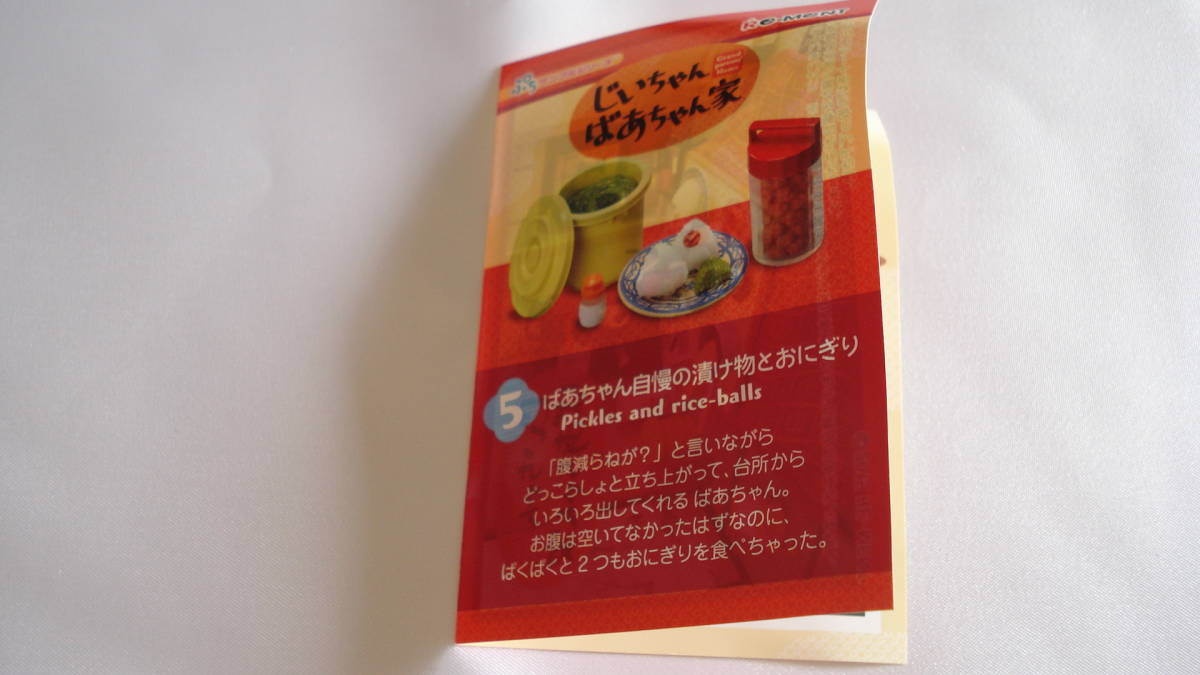 Re-MeNT
ぷち
じいちゃん
ばあちゃん家
5
ばあちゃん自慢の漬け物とおにぎり
Pickles and rice-balls
「腹減らねが？」と言いながら
どっこらしょと立ち上がって、台所から
いろいろ出してくれる ばあちゃん。
お腹は空いてなかったはずなのに、
ぱくぱくと2つもおにぎりを食べちゃった。